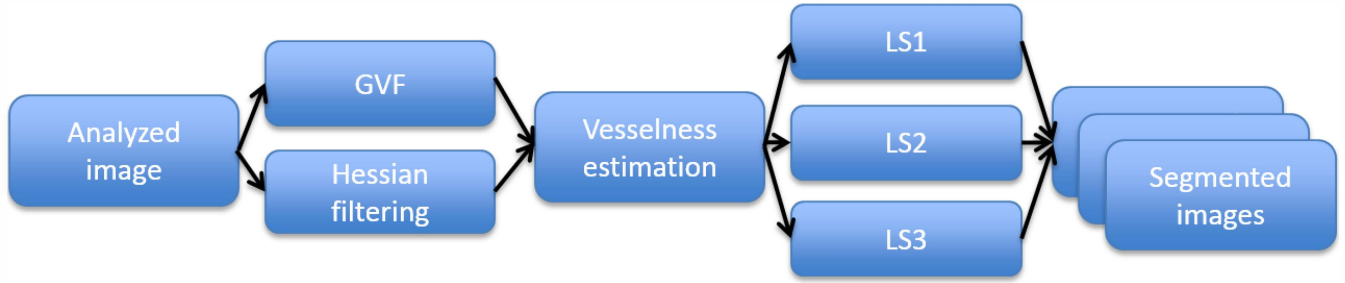 Analyzed
image
GVF
Hessian
filtering
Vesselness
estimation
LS1
LS2
LS3
Segmented
images